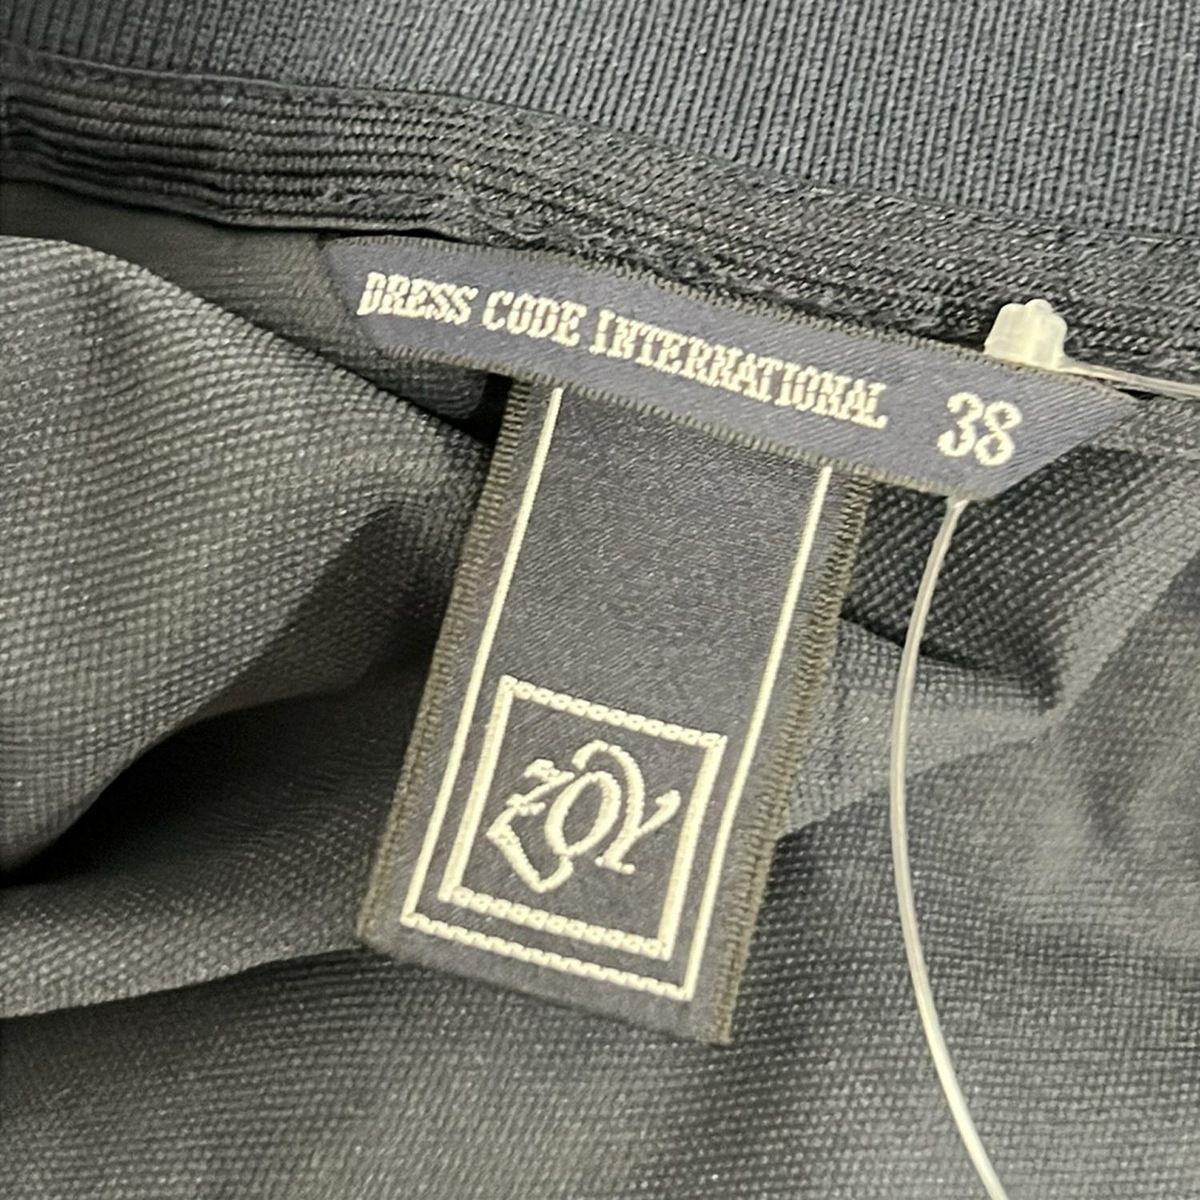 DRESS CODE INTERNATIONAL 38
ZOY